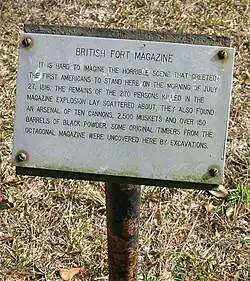 BRITISH FORT MAGAZINE
IT IS HARD TO IMAGINE THE HORRIBLE SCENE THAT GREETED
THE FIRST AMERICANS TO STAND HERE ON THE MORNING OF JULY
27, 1816. THE REMAINS OF THE 270 PERSONS KILLED IN THE
MAGAZINE EXPLOSION LAY SCATTERED ABOUT. THEY ALSO FOUND
AN ARSENAL OF TEN CANNONS, 2,500 MUSKETS AND OVER 150
BARRELS OF BLACK POWDER. SOME ORIGINAL TIMBERS FROM THE
OCTAGONAL MAGAZINE WERE UNCOVERED HERE BY EXCAVATIONS.